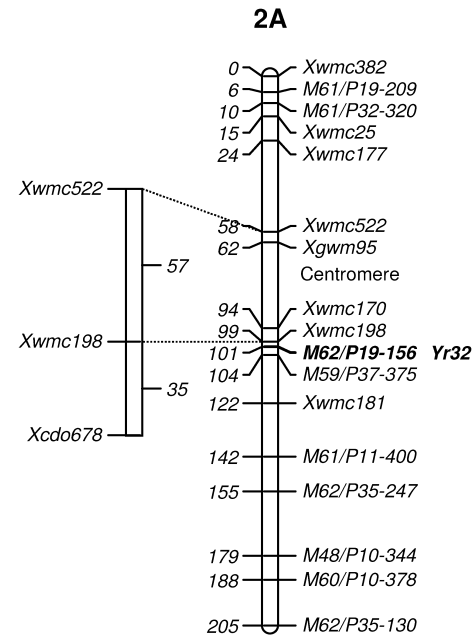 2A
0 Xwmc382
6 M61/P19-209
10 M61/P32-320
15 Xwmc25
24 Xwmc177
Xwmc522
58 Xwmc522
62 Xgwm95
57
Centromere
94 Xwmc170
99 Xwmc198
Xwmc198
101 M62/P19-156 Yr32
104 M59/P37-375
35
122 Xwmc181
Xcdo678
142 M61/P11-400
155 M62/P35-247
179 M48/P10-344
188 M60/P10-378
205 M62/P35-130